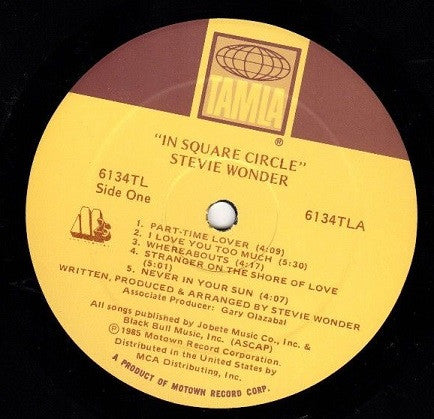 TAMLA
®
"IN SQUARE CIRCLE"
STEVIE WONDER
6134TL
Side One
6134TLA
1. PART-TIME LOVER (4:09)
2. I LOVE YOU TOO MUCH (5:30)
3. WHEREABOUTS (4:17)
4. STRANGER ON THE SHORE OF LOVE
(5:01)
5. NEVER IN YOUR SUN (4:07)
WRITTEN, PRODUCED & ARRANGED BY STEVIE WONDER
Associate Producer: Gary Olazabal
All songs published by Jobete Music Co., Inc. &
Black Bull Music, Inc. (ASCAP)
℗1985 Motown Record Corporation.
Distributed in the United States by
MCA Distributing, Inc.
A PRODUCT OF MOTOWN RECORD CORP.